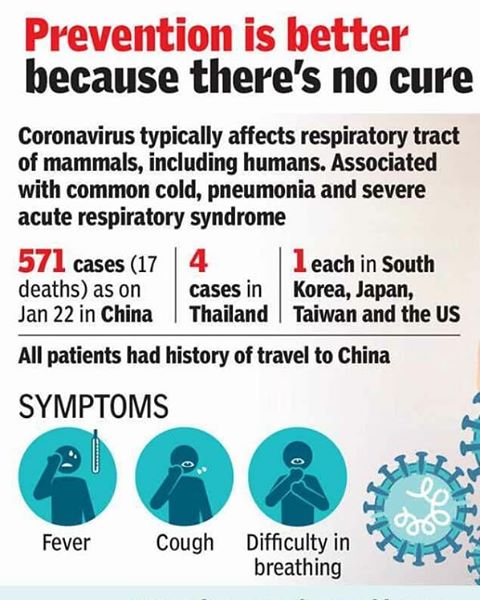 Prevention is better
because there's no cure
Coronavirus typically affects respiratory tract
of mammals, including humans. Associated
with common cold, pneumonia and severe
acute respiratory syndrome
571 cases (17
deaths) as on
Jan 22 in China
4
cases in
Thailand
1 each in South
Korea, Japan,
Taiwan and the US
All patients had history of travel to China
SYMPTOMS
Fever
Cough
Difficulty in
breathing